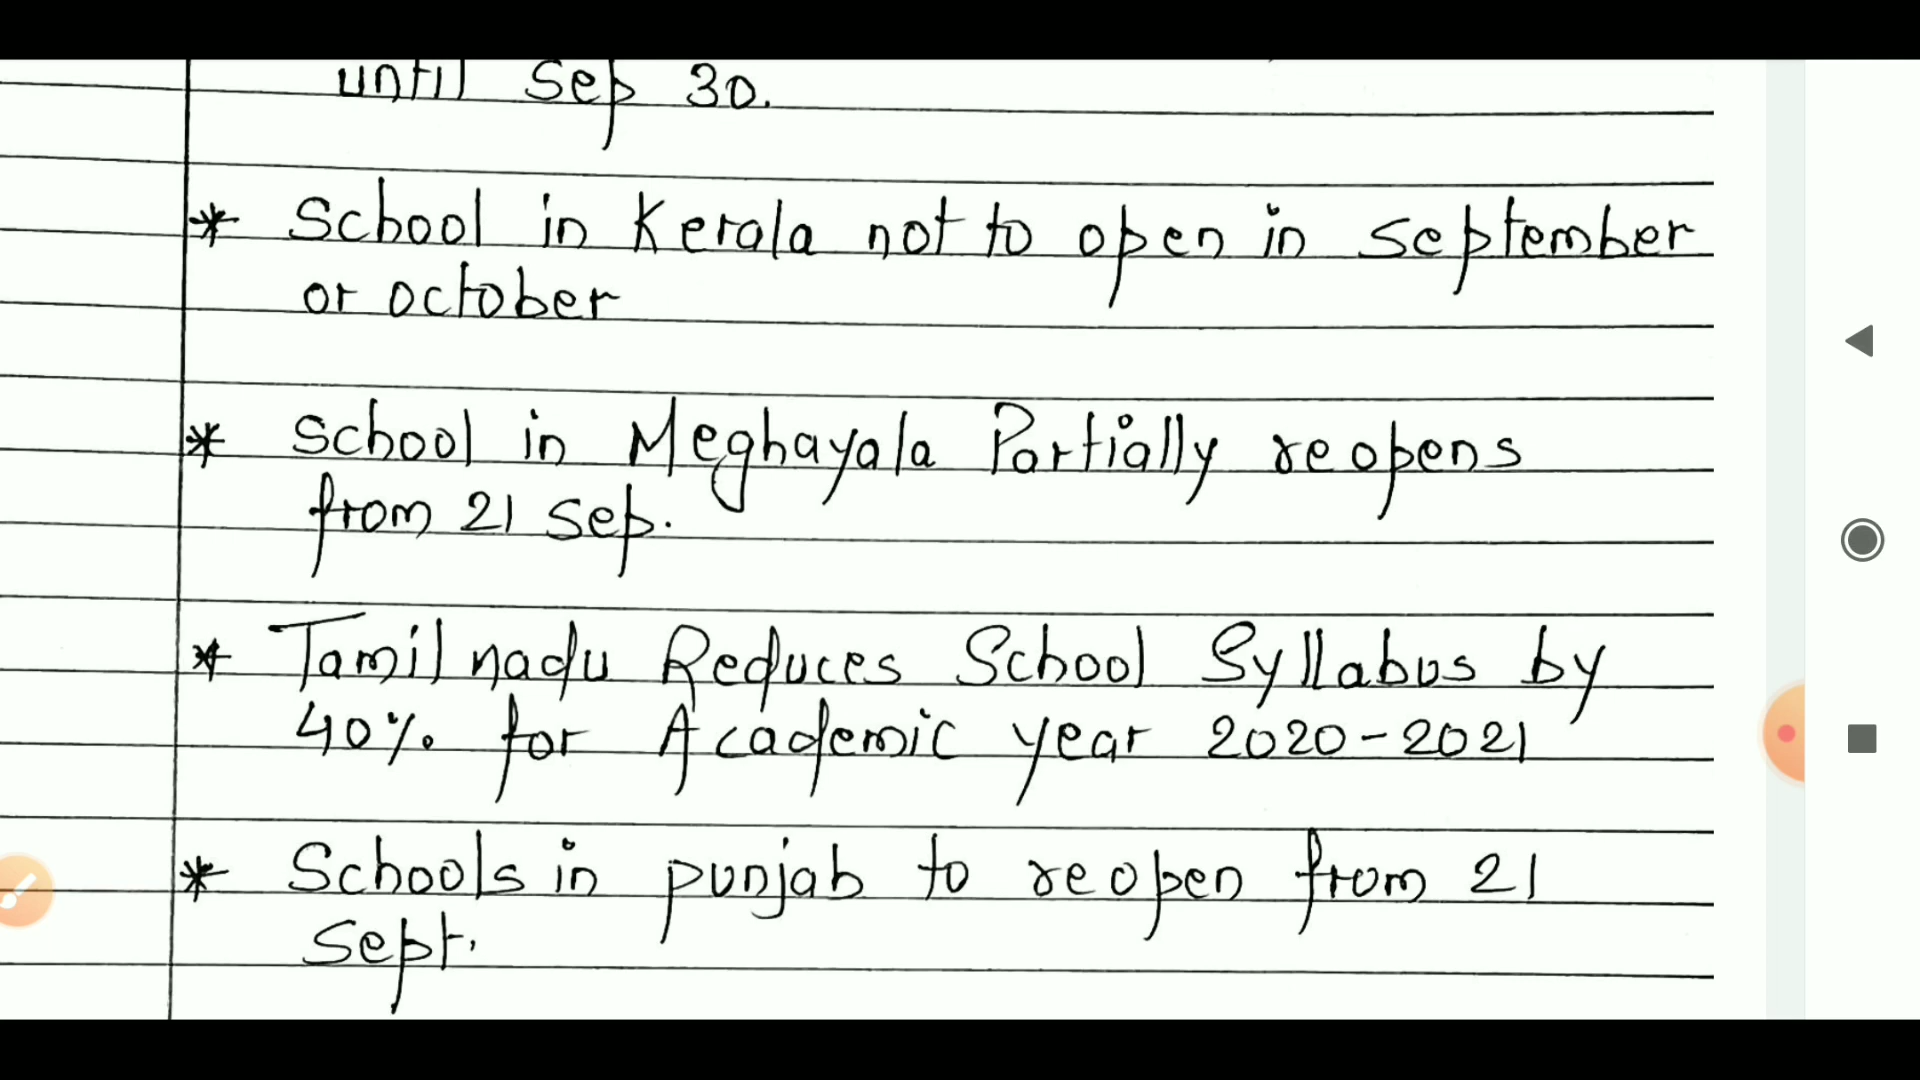 until Sep 30.
* School in Kerala not to open in September
or october
* School in Meghayala Partially reopens
from 21 Sep.
* Tamil nadu Reduces School Syllabus by
40% for Academic year 2020-2021
* Schools in punjab to reopen from 21
Sept.